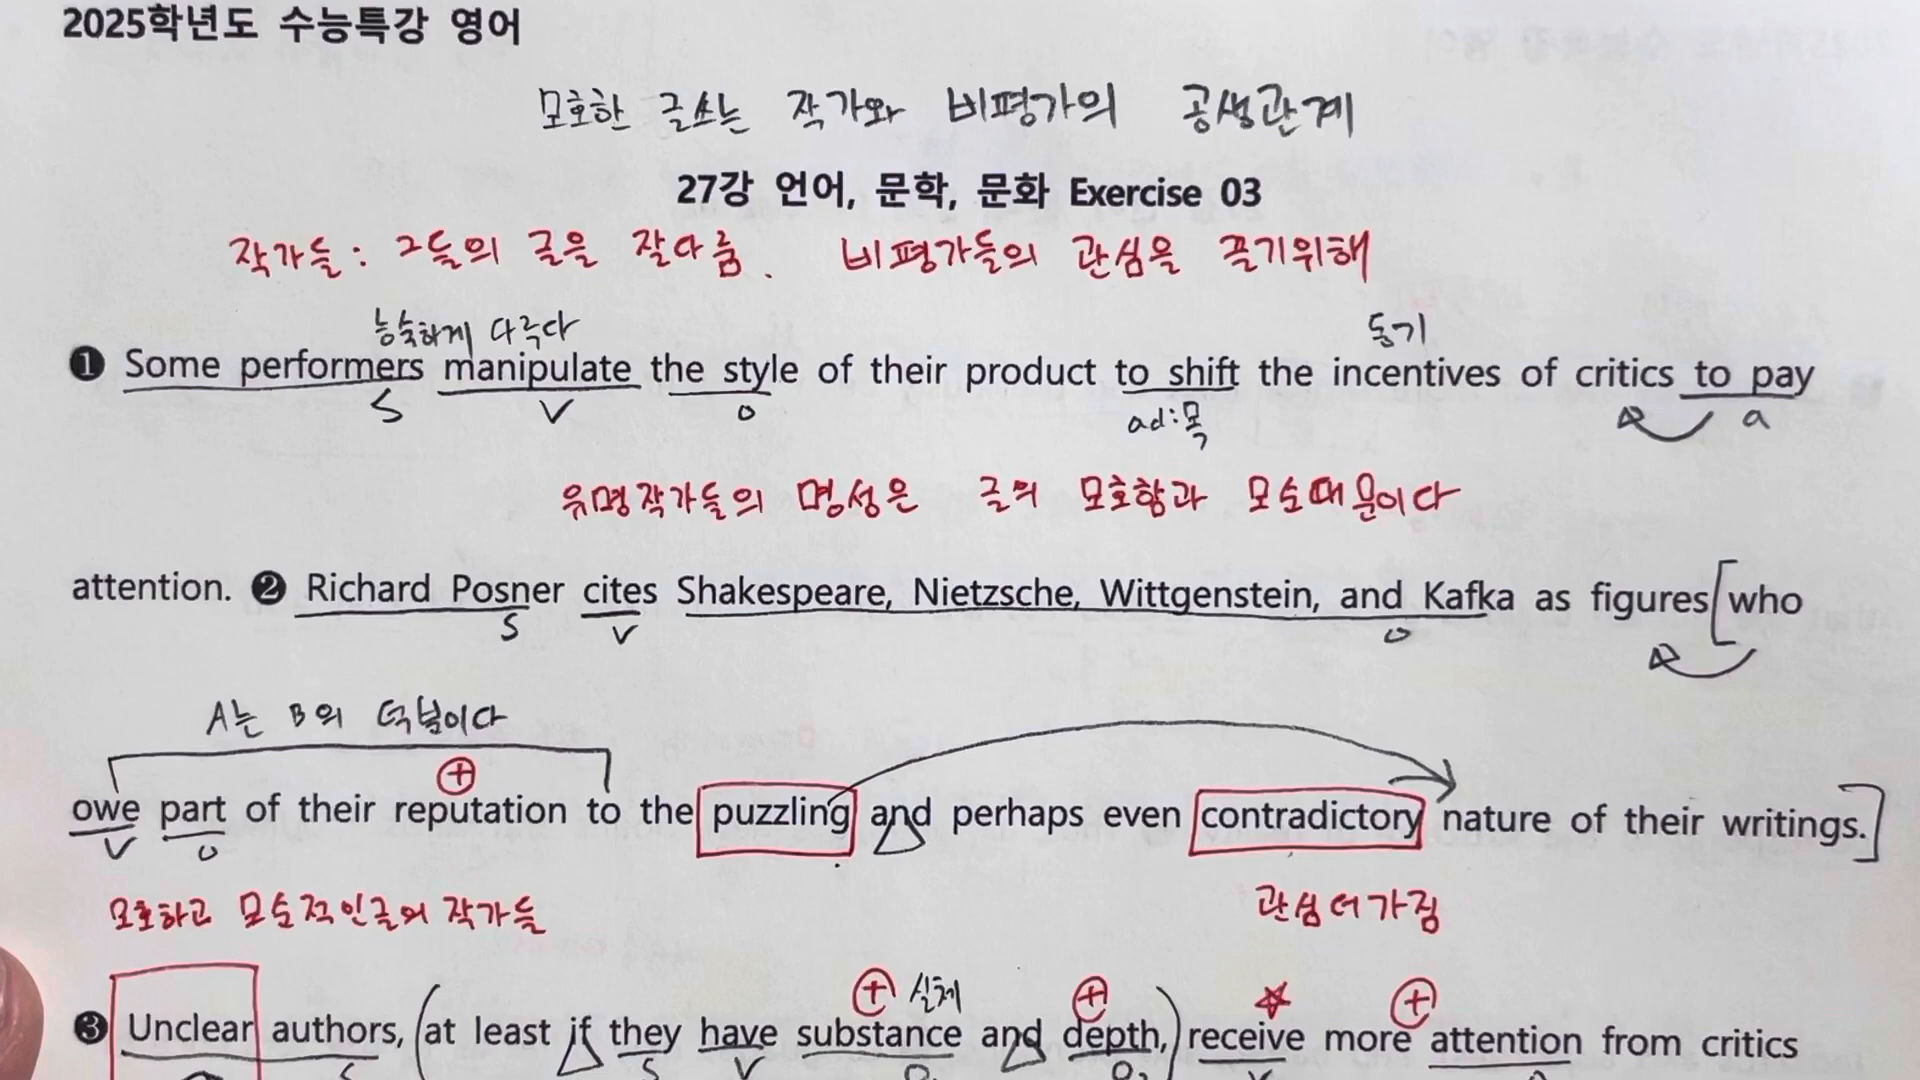 2025학년도 수능특강 영어
모호한 글쓰는 작가와 비평가의 공생관계
27강 언어, 문학, 문화 Exercise 03
작가들: 그들의 글을 잘다룸. 비평가들의 관심을 끌기위해
능숙하게 다루다 동기
❶ Some performers manipulate the style of their product to shift the incentives of critics to pay
S V o ad:목 a
유명작가들의 명성은 글의 모호함과 모순때문이다
attention. ❷ Richard Posner cites Shakespeare, Nietzsche, Wittgenstein, and Kafka as figures [who
S V o
A는 B의 덕분이다
+
owe part of their reputation to the puzzling and perhaps even contradictory nature of their writings.]
V o
모호하고 모순적인글의 작가들 관심더가짐
+ 실체 + +
❸ Unclear authors, (at least if they have substance and depth,) receive more attention from critics
S S V V